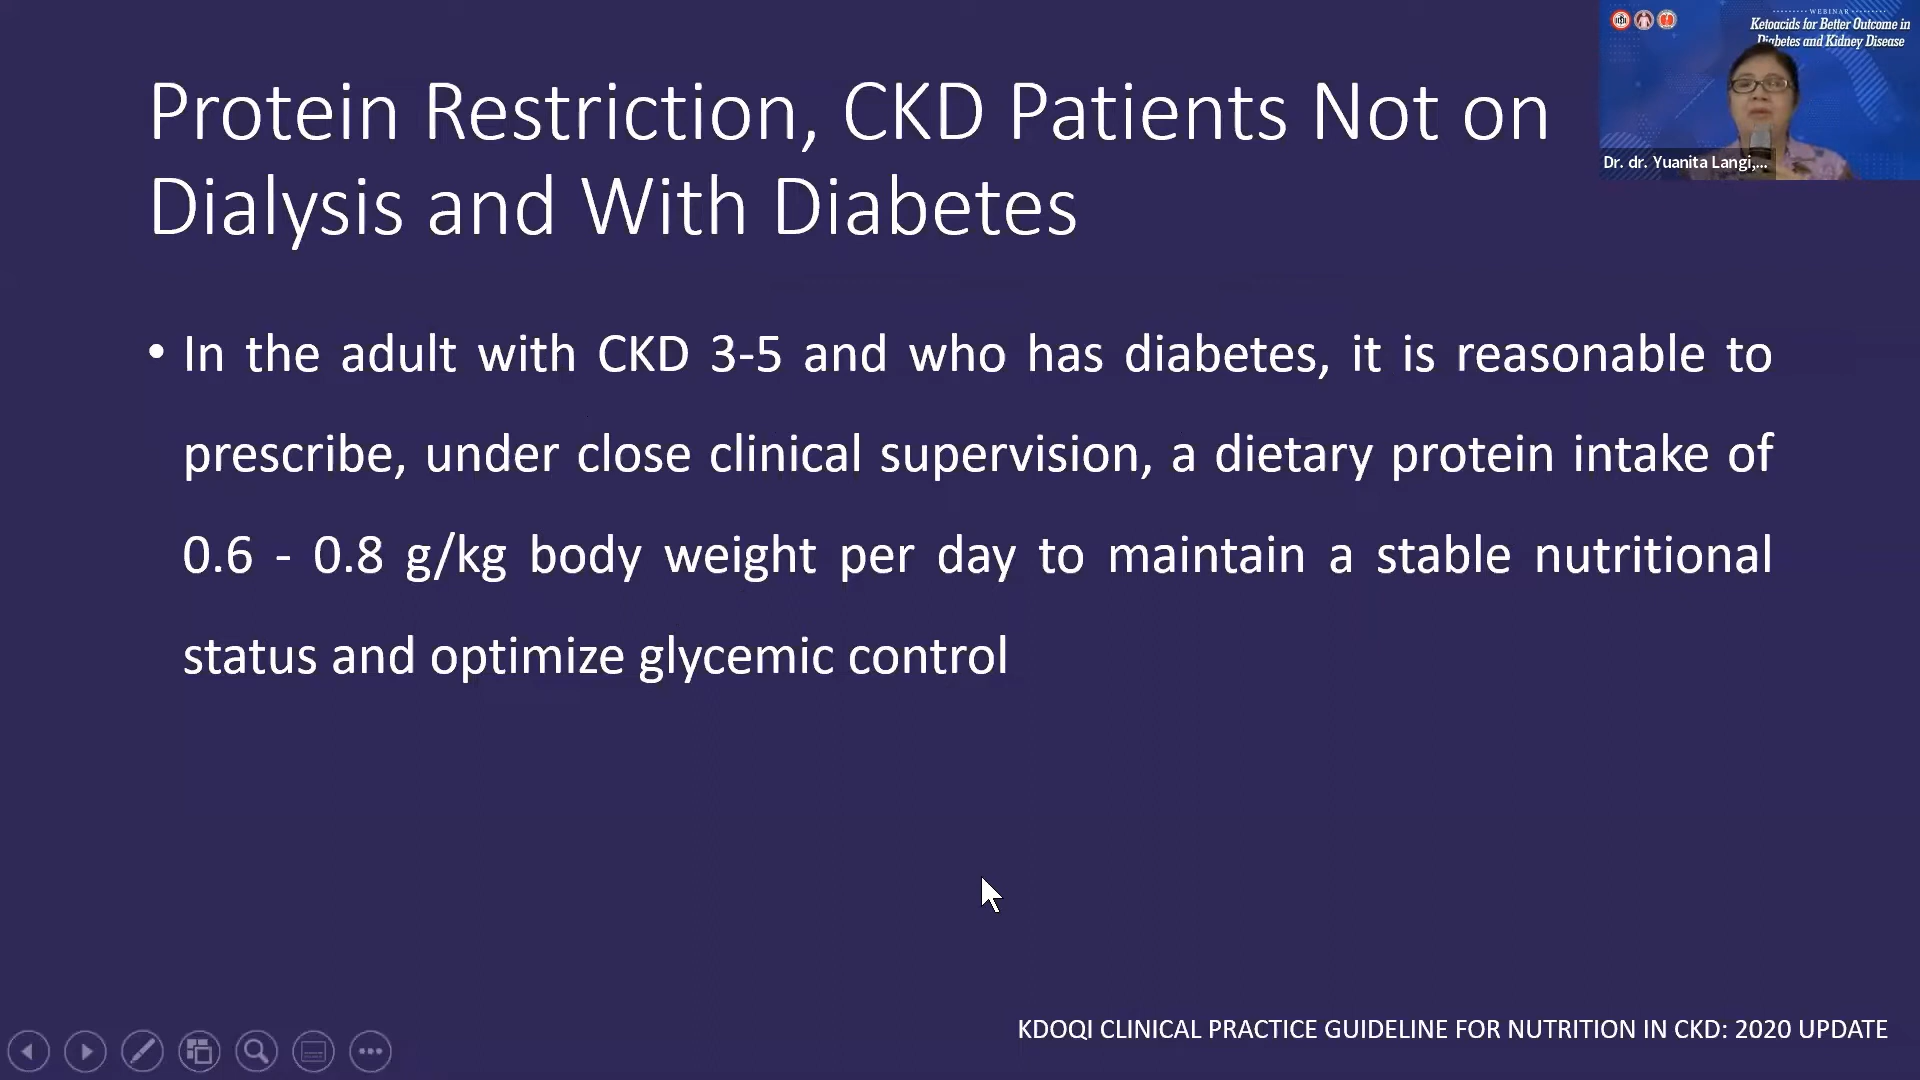 WEBINAR
Ketoacids for Better Outcome in
Diabetes and Kidney Disease
Dr. dr. Yuanita Langi,...
Protein Restriction, CKD Patients Not on
Dialysis and With Diabetes
• In the adult with CKD 3-5 and who has diabetes, it is reasonable to
prescribe, under close clinical supervision, a dietary protein intake of
0.6 - 0.8 g/kg body weight per day to maintain a stable nutritional
status and optimize glycemic control
KDOQI CLINICAL PRACTICE GUIDELINE FOR NUTRITION IN CKD: 2020 UPDATE